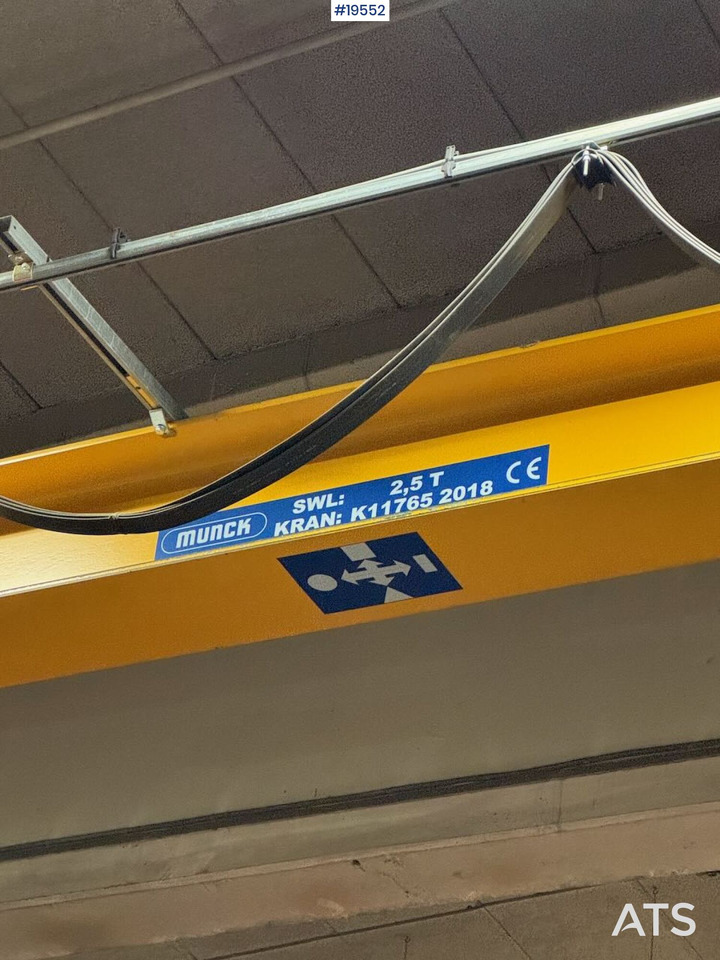 #19552
SWL: 2,5 T
MUNCK KRAN: K11765 2018 CE
ATS